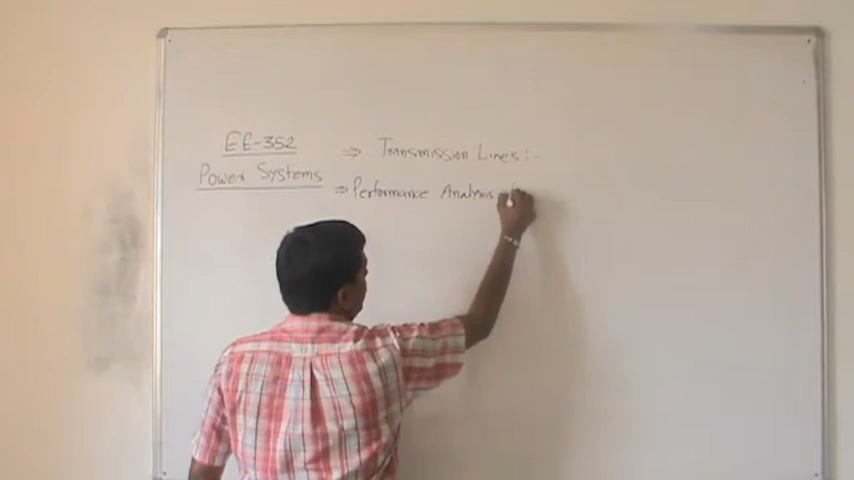 EE-352
Power Systems
⇒ Transmission Lines :-
⇒ Performance Analysis